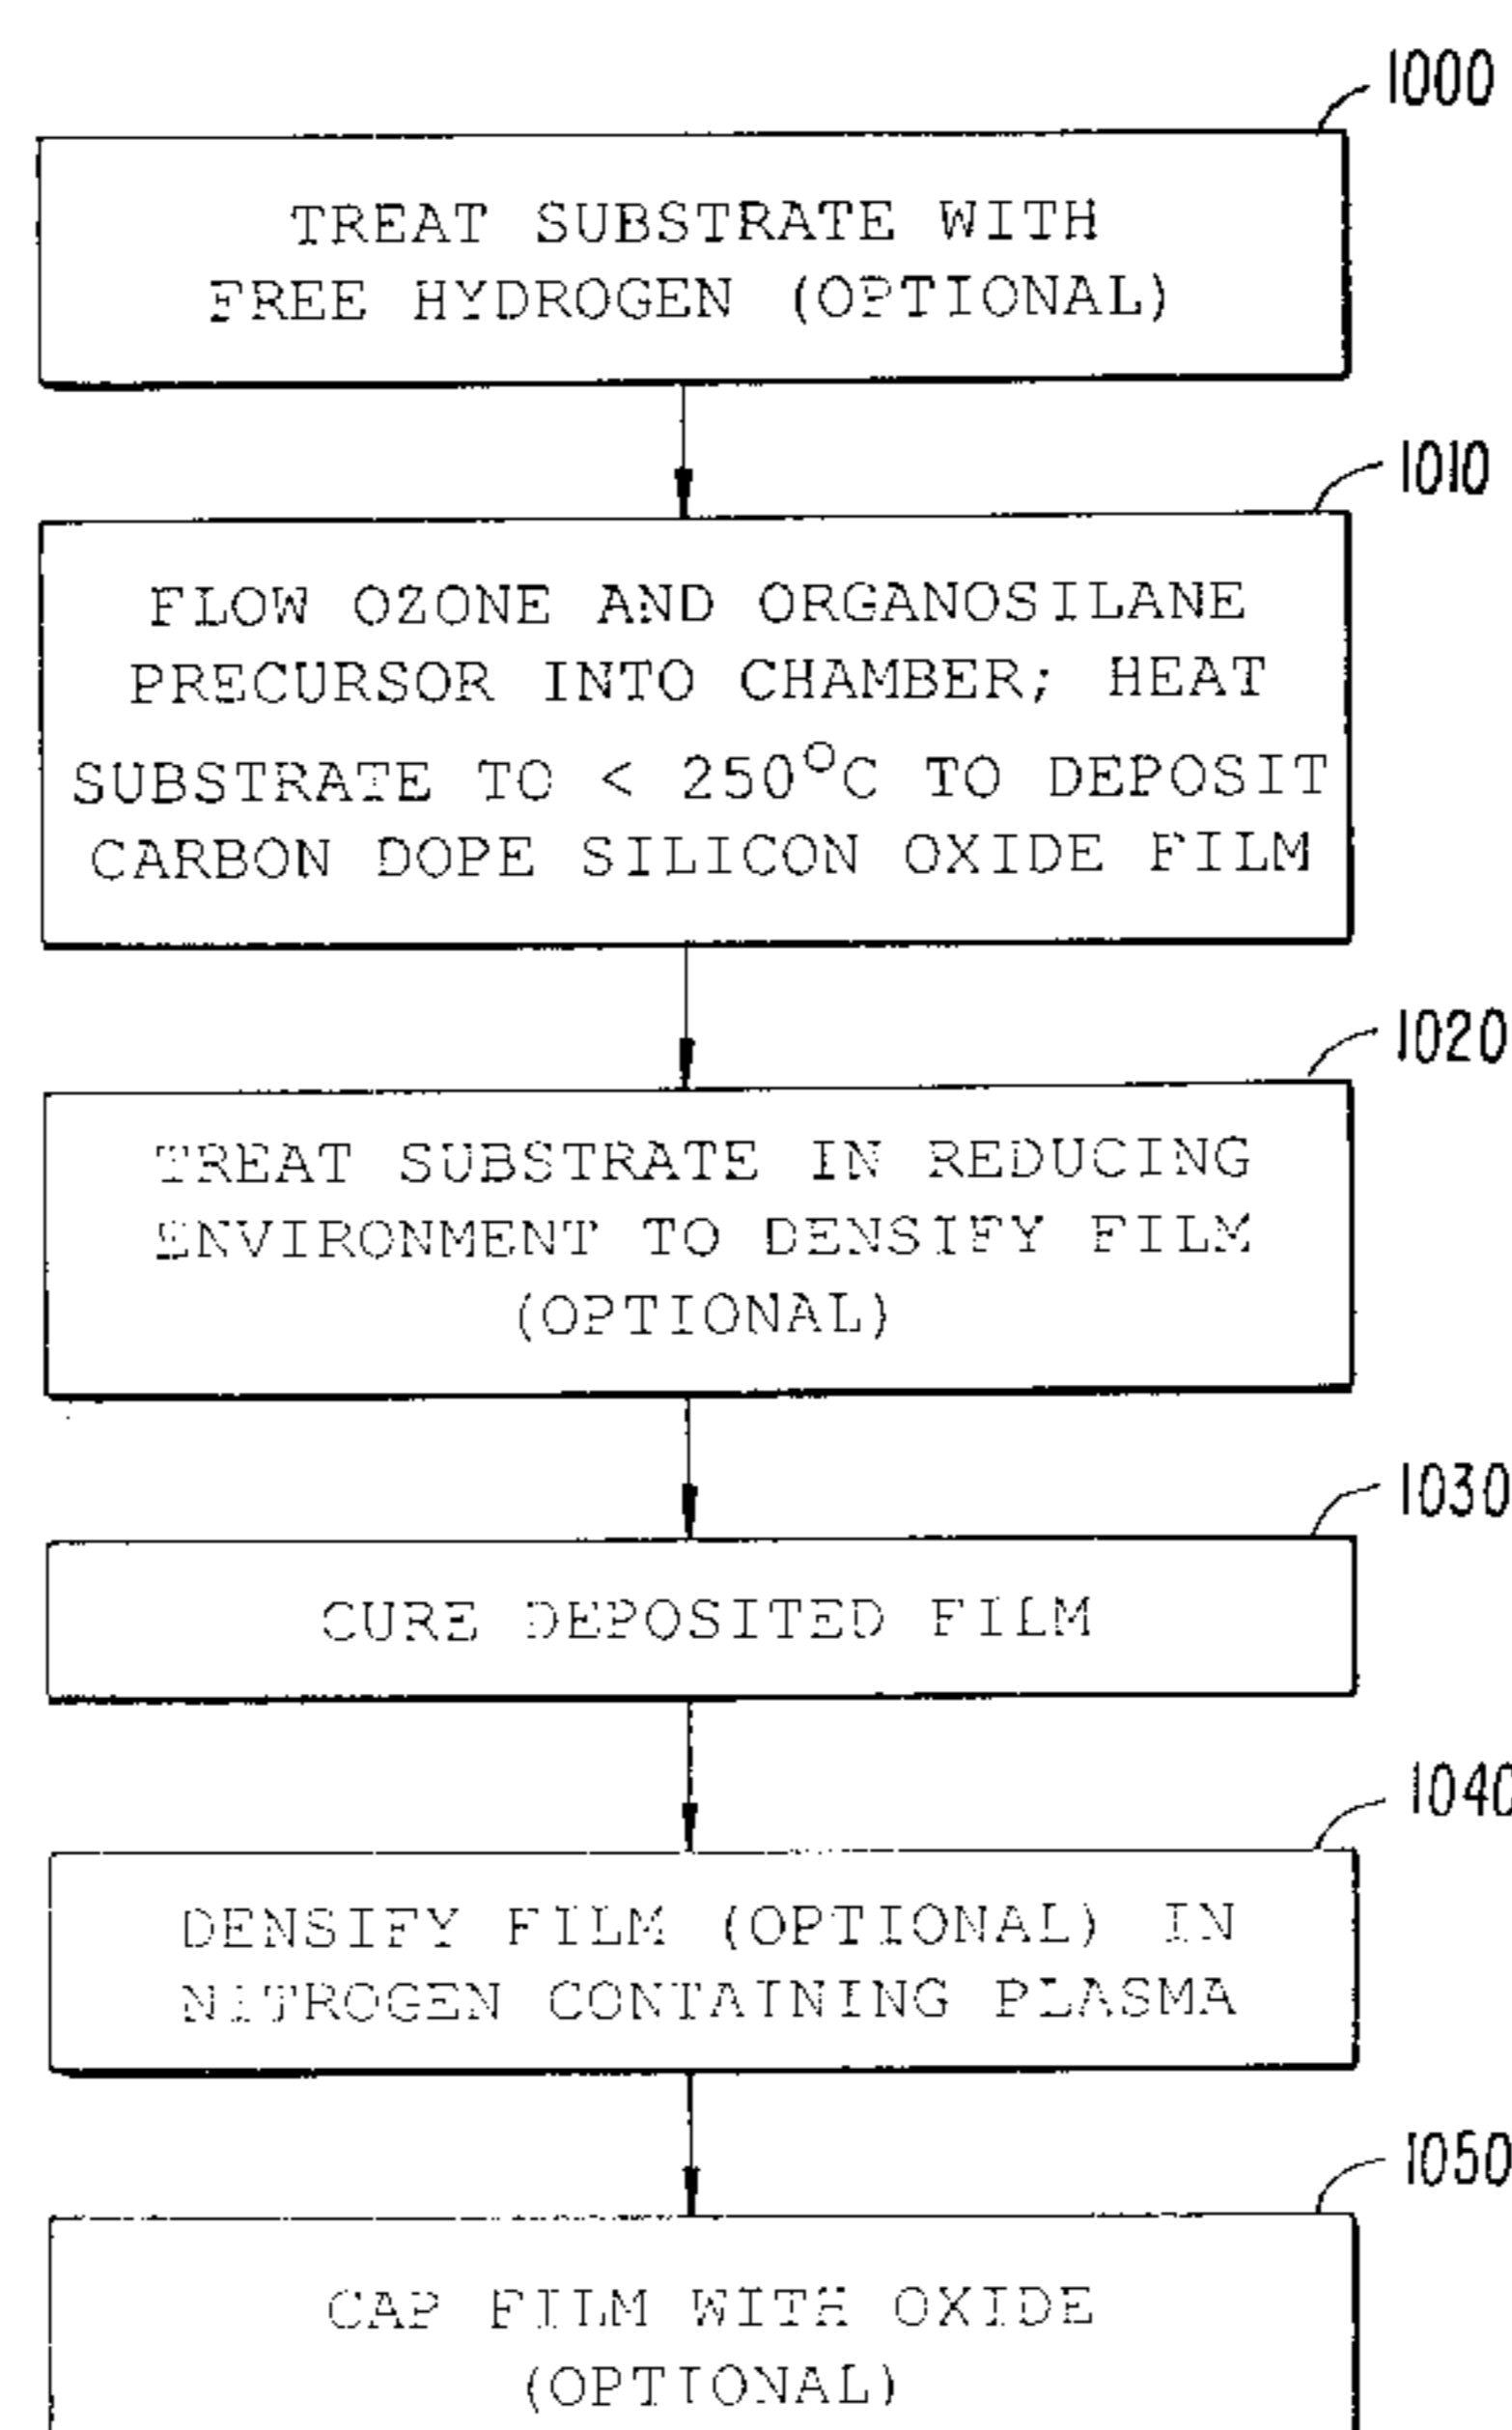 1000
TREAT SUBSTRATE WITH
FREE HYDROGEN (OPTIONAL)
1010
FLOW OZONE AND ORGANOSILANE
PRECURSOR INTO CHAMBER; HEAT
SUBSTRATE TO < 250°C TO DEPOSIT
CARBON DOPE SILICON OXIDE FILM
1020
TREAT SUBSTRATE IN REDUCING
ENVIRONMENT TO DENSIFY FILM
(OPTIONAL)
1030
CURE DEPOSITED FILM
1040
DENSIFY FILM (OPTIONAL) IN
NITROGEN CONTAINING PLASMA
1050
CAP FILM WITH OXIDE
(OPTIONAL)